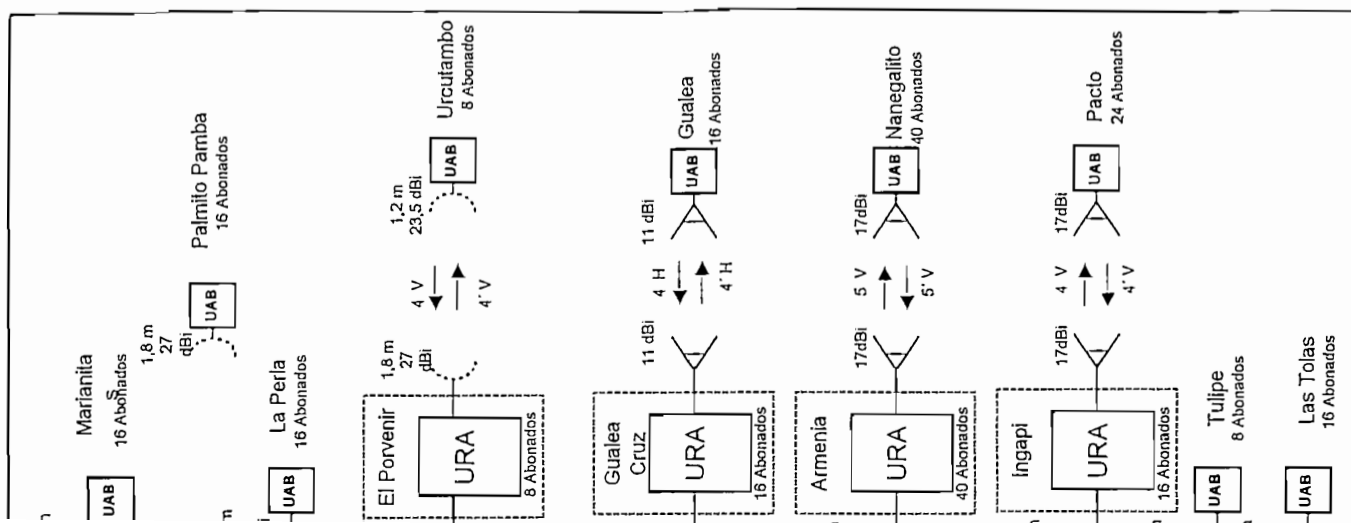 Marianita
s
16 Abonados
UAB
Palmito Pamba
16 Abonados
1,8 m
27
dBi
UAB
La Perla
16 Abonados
UAB
Urcutambo
8 Abonados
UAB
1,2 m
23,5 dBi
4 V
4' V
1,8 m
27
dBi
El Porvenir
URA
8 Abonados
Gualea
16 Abonados
UAB
11 dBi
4 H
4' H
11 dBi
Gualea
Cruz
URA
16 Abonados
Nanegalito
40 Abonados
UAB
17dBi
5 V
5' V
17dBi
Armenia
URA
40 Abonados
Pacto
24 Abonados
UAB
17dBi
4 V
4' V
17dBi
Ingapi
URA
16 Abonados
Tulipe
8 Abonados
UAB
Las Tolas
16 Abonados
UAB